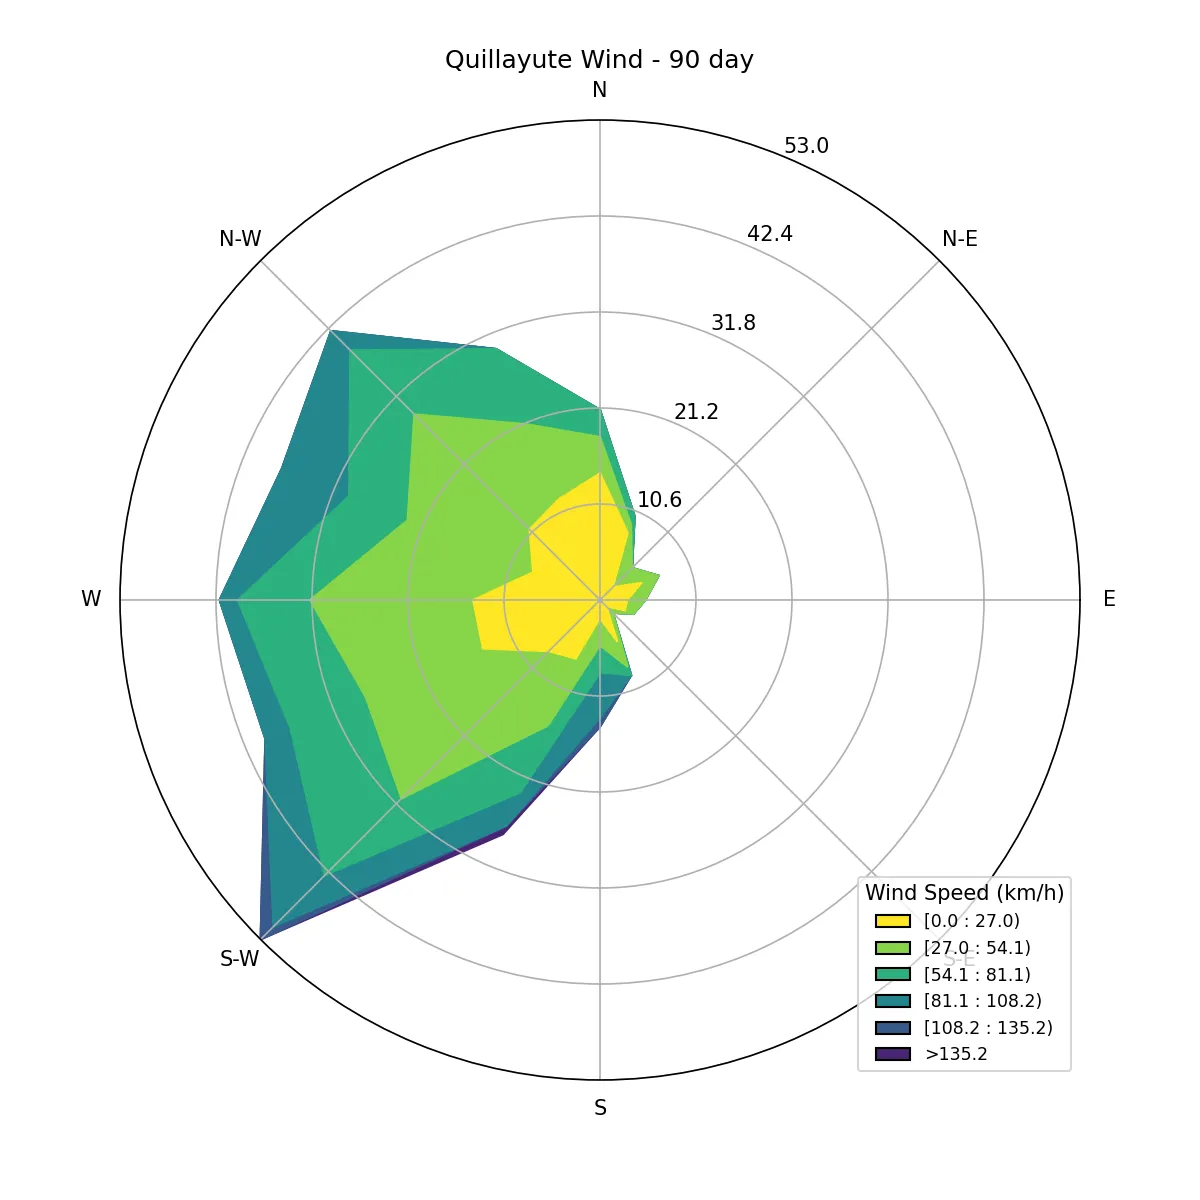 Quillayute Wind - 90 day
N
53.0
42.4
N-W
N-E
31.8
21.2
10.6
W
E
Wind Speed (km/h)
[0.0 : 27.0)
[27.0 : 54.1)
S-W
S-E
[54.1 : 81.1)
[81.1 : 108.2)
[108.2 : 135.2)
>135.2
S